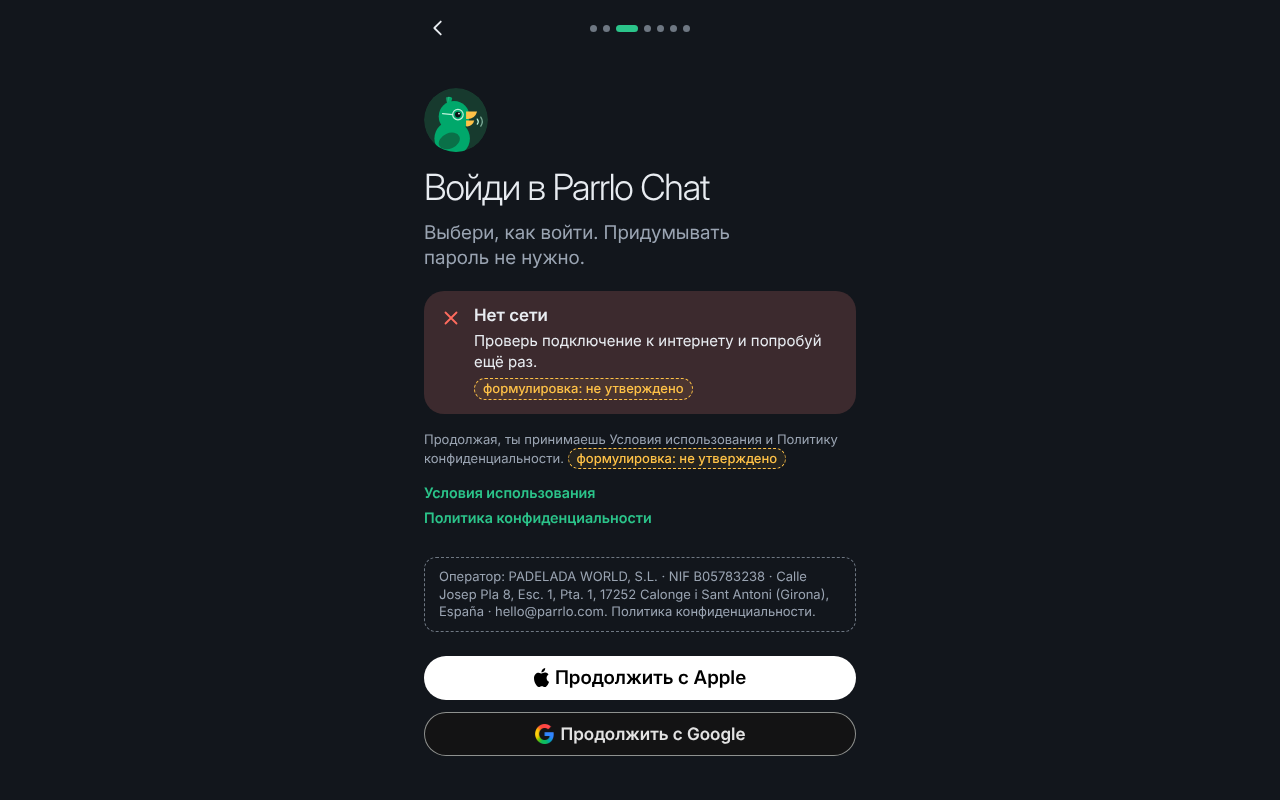 Войди в Parrlo Chat
Выбери, как войти. Придумывать
пароль не нужно.
Нет сети
Проверь подключение к интернету и попробуй
ещё раз.
формулировка: не утверждено
Продолжая, ты принимаешь Условия использования и Политику
конфиденциальности. формулировка: не утверждено
Условия использования
Политика конфиденциальности
Оператор: PADELADA WORLD, S.L. · NIF B05783238 · Calle
Josep Pla 8, Esc. 1, Pta. 1, 17252 Calonge i Sant Antoni (Girona),
España · hello@parrlo.com. Политика конфиденциальности.
Продолжить с Apple
Продолжить с Google